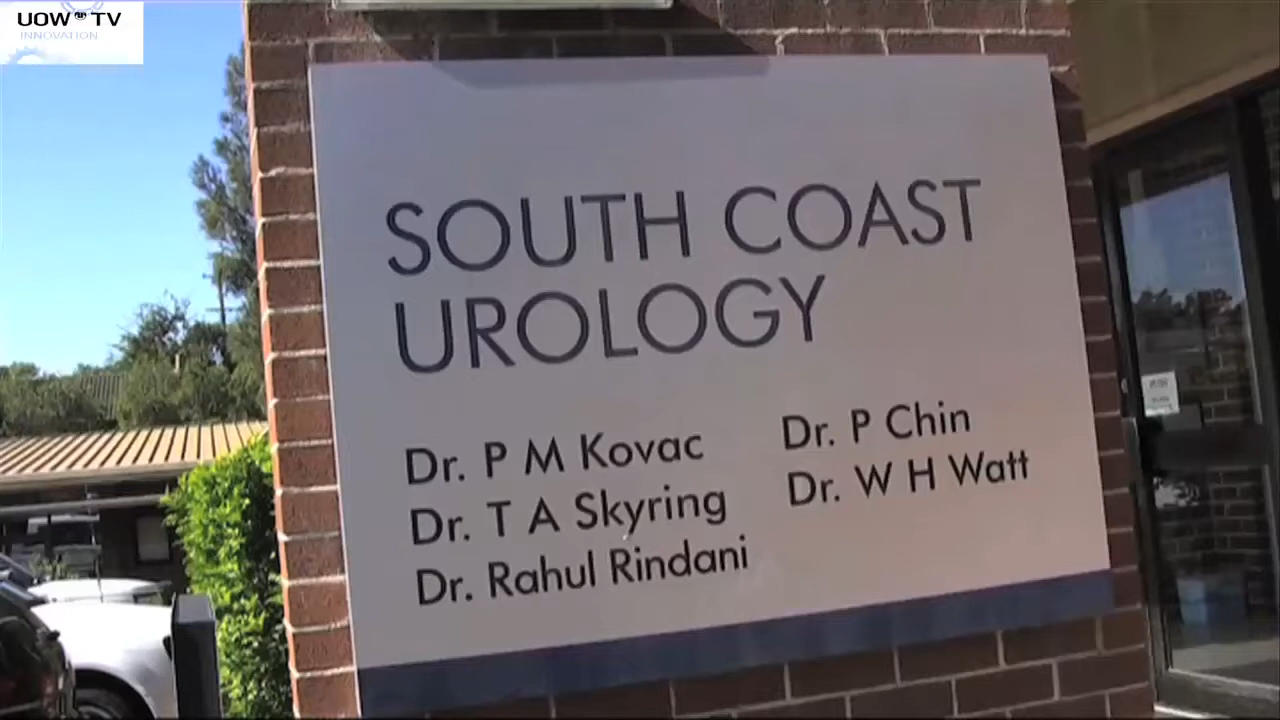 UOW TV
INNOVATION
SOUTH COAST
UROLOGY
Dr. P M Kovac
Dr. T A Skyring
Dr. Rahul Rindani
Dr. P Chin
Dr. W H Watt